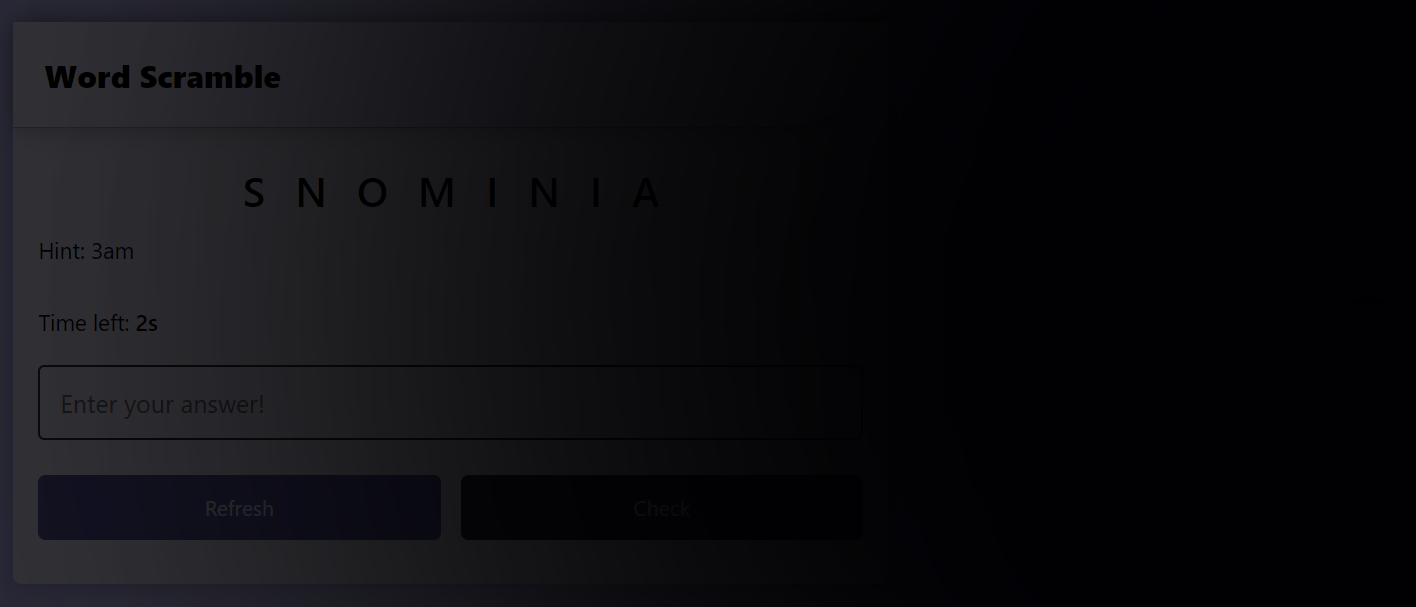 Word Scramble
S N O M I N I A
Hint: 3am
Time left: 2s
Enter your answer!
Refresh
Check